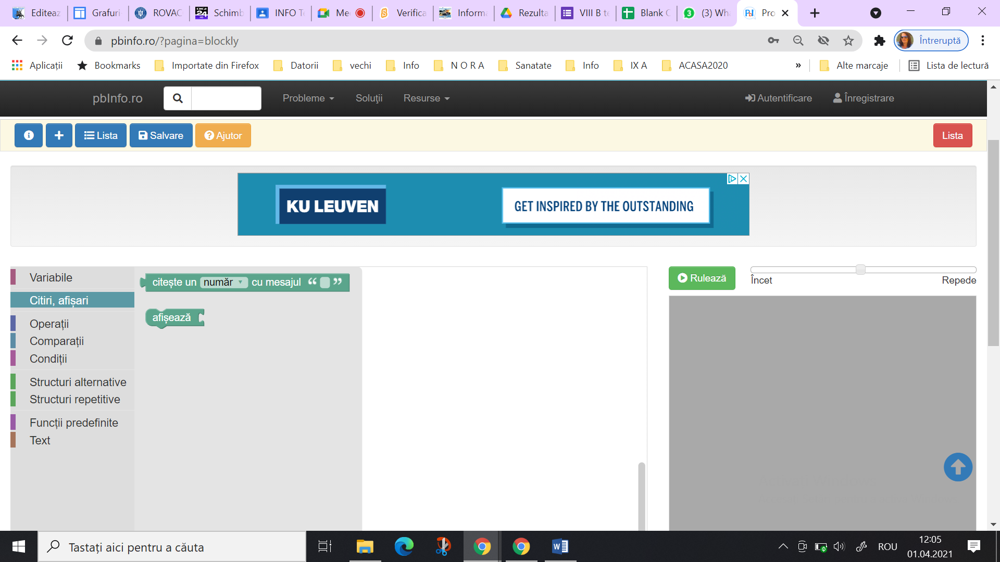 Editeaz
Grafuri
ROVAC
Schimb
INFO Te
Me
Verifica
Inform
Rezulta
VIII B te
Blank C
(3) Wha
Pro
pbinfo.ro/?pagina=blockly
Întreruptă
Aplicații
Bookmarks
Importate din Firefox
Datorii
vechi
Info
N O R A
Sanatate
Info
IX A
ACASA2020
»
Alte marcaje
Lista de lectură
pbInfo.ro
Probleme
Soluţii
Resurse
Autentificare
Înregistrare
Lista
Salvare
Ajutor
Lista
KU LEUVEN
GET INSPIRED BY THE OUTSTANDING
Variabile
Citiri, afișari
Operații
Comparații
Condiții
Structuri alternative
Structuri repetitive
Funcții predefinite
Text
citește un număr cu mesajul “ ”
afișează
Rulează
Încet
Repede
Tastați aici pentru a căuta
ROU
12:05
01.04.2021